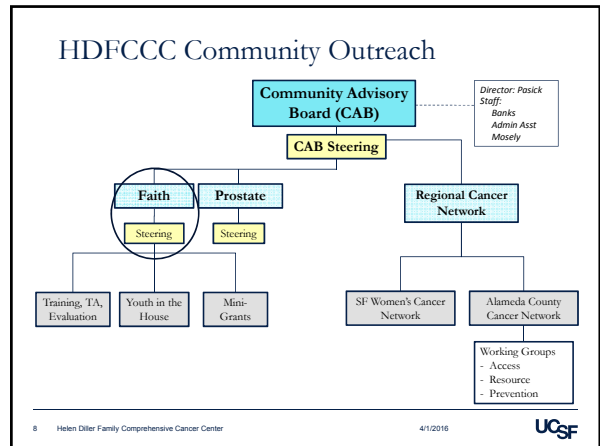 HDFCCC Community Outreach
Community Advisory
Board (CAB)
Director: Pasick
Staff:
Banks
Admin Asst
Mosely
CAB Steering
Faith
Prostate
Regional Cancer
Network
Steering
Steering
Training, TA,
Evaluation
Youth in the
House
Mini-
Grants
SF Women's Cancer
Network
Alameda County
Cancer Network
Working Groups
- Access
- Resource
- Prevention
8 Helen Diller Family Comprehensive Cancer Center 4/1/2016 UCSF